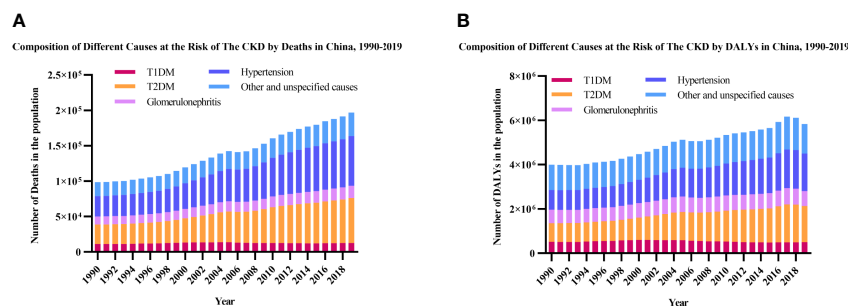 A
Composition of Different Causes at the Risk of The CKD by Deaths in China, 1990-2019
Number of Deaths in the population
2.5×10⁵
2×10⁵
1.5×10⁵
1×10⁵
5×10⁴
0
T1DM
T2DM
Glomerulonephritis
Hypertension
Other and unspecified causes
1990
1992
1994
1996
1998
2000
2002
2004
2006
2008
2010
2012
2014
2016
2018
Year
B
Composition of Different Causes at the Risk of The CKD by DALYs in China, 1990-2019
Number of DALYs in the population
8×10⁶
6×10⁶
4×10⁶
2×10⁶
0
T1DM
T2DM
Glomerulonephritis
Hypertension
Other and unspecified causes
1990
1992
1994
1996
1998
2000
2002
2004
2006
2008
2010
2012
2014
2016
2018
Year